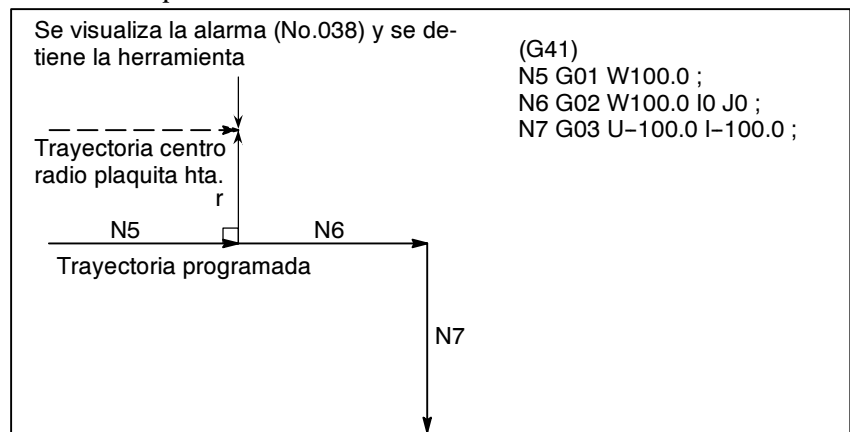 Se visualiza la alarma (No.038) y se de-
tiene la herramienta
(G41)
N5 G01 W100.0 ;
N6 G02 W100.0 I0 J0 ;
N7 G03 U−100.0 I−100.0 ;
Trayectoria centro
radio plaquita hta.
r
N5
N6
Trayectoria programada
N7